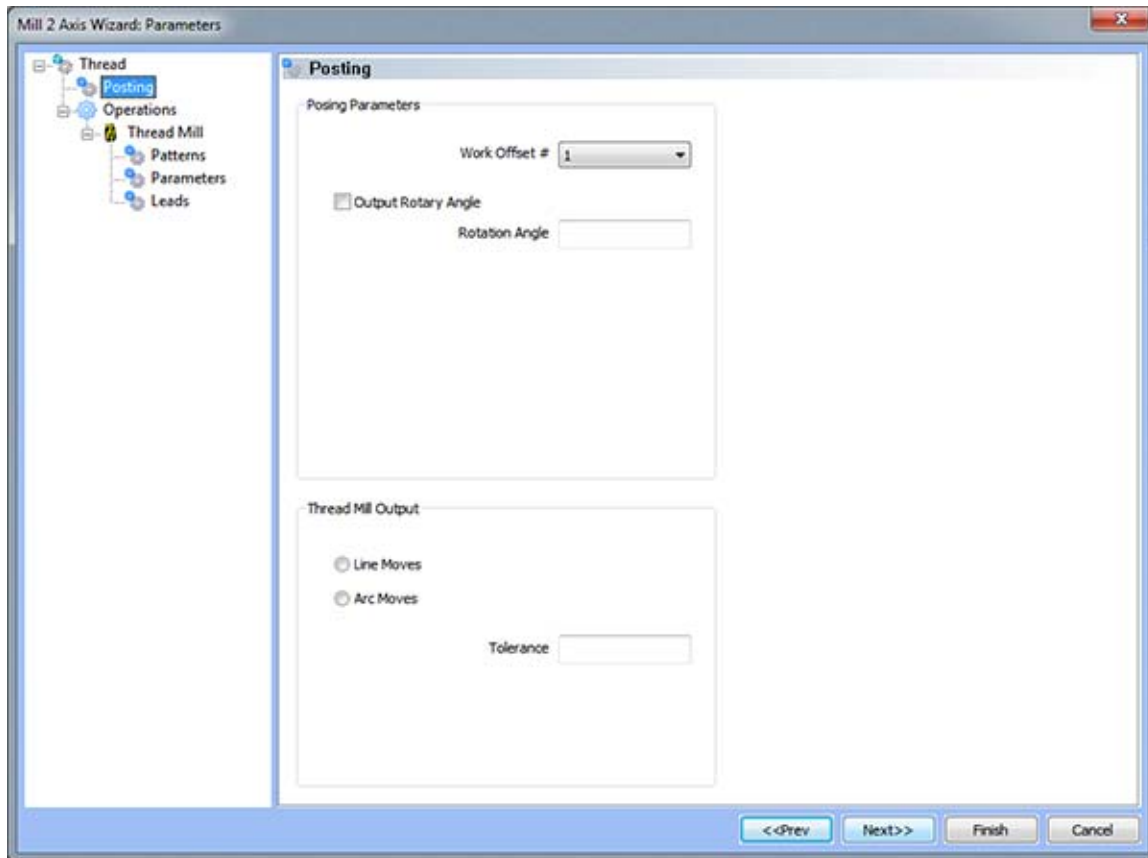 Mill 2 Axis Wizard: Parameters
Thread
Posting
Operations
Thread Mill
Patterns
Parameters
Leads
Posting
Posing Parameters
Work Offset # 1
Output Rotary Angle
Rotation Angle
Thread Mill Output
Line Moves
Arc Moves
Tolerance
<<Prev Next>> Finish Cancel